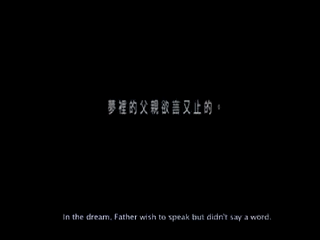 夢裡的父親欲言又止的。
In the dream, Father wish to speak but didn't say a word.